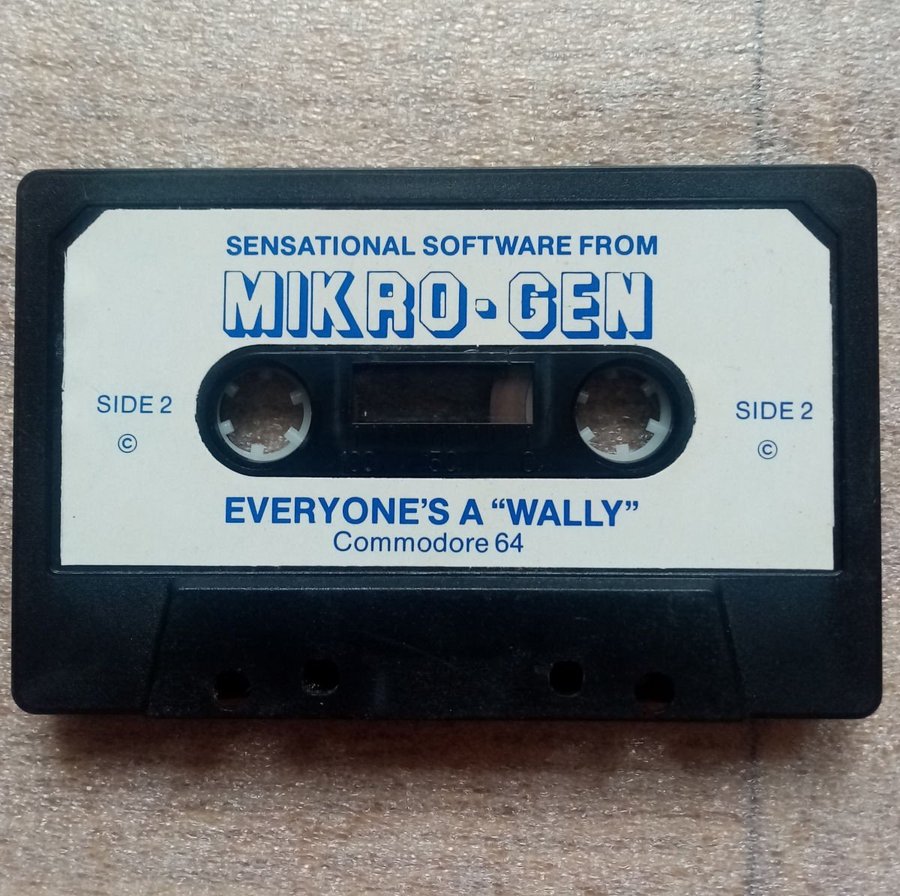 SENSATIONAL SOFTWARE FROM
MIKRO-GEN
SIDE 2
©
SIDE 2
©
EVERYONE'S A “WALLY”
Commodore 64